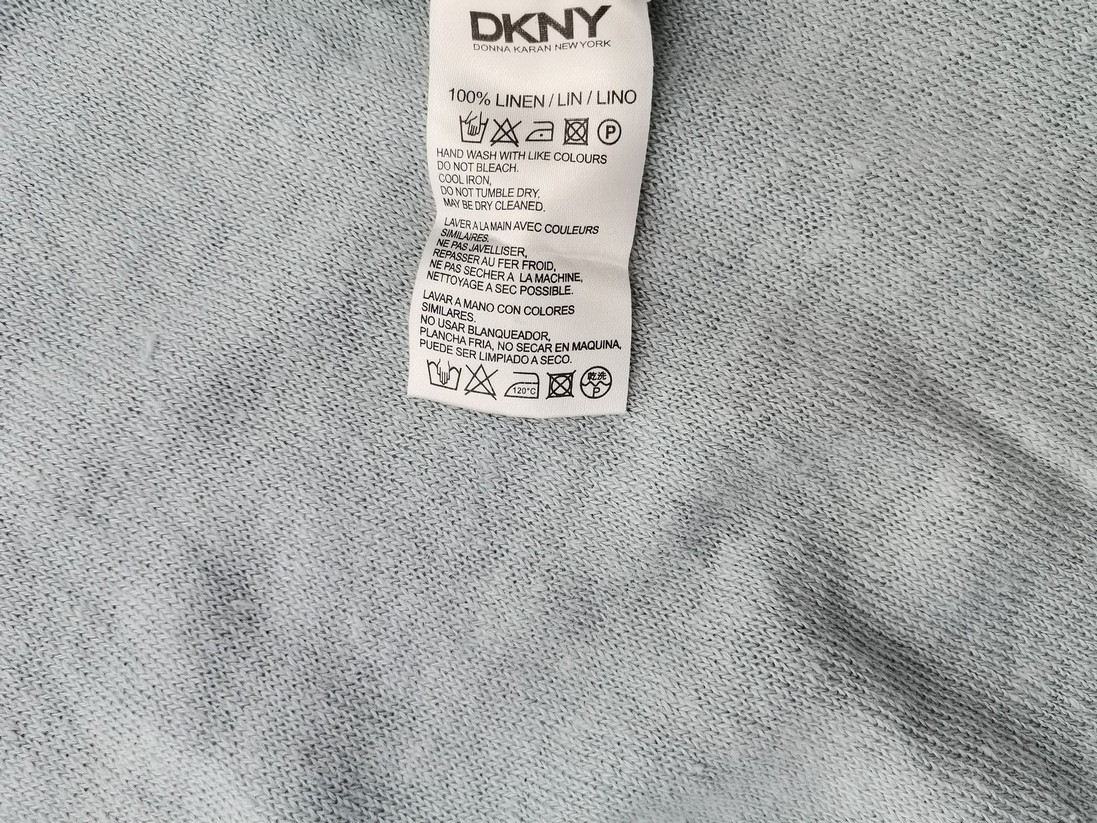 DKNY
DONNA KARAN NEW YORK
100% LINEN / LIN / LINO
P
HAND WASH WITH LIKE COLOURS
DO NOT BLEACH.
COOL IRON,
DO NOT TUMBLE DRY,
MAY BE DRY CLEANED.
LAVER A LA MAIN AVEC COULEURS
SIMILAIRES.
NE PAS JAVELLISER,
REPASSER AU FER FROID,
NE PAS SECHER A LA MACHINE,
NETTOYAGE A SEC POSSIBLE.
LAVAR A MANO CON COLORES
SIMILARES.
NO USAR BLANQUEADOR,
PLANCHA FRIA, NO SECAR EN MAQUINA,
PUEDE SER LIMPIADO A SECO.
120°C 乾洗 P